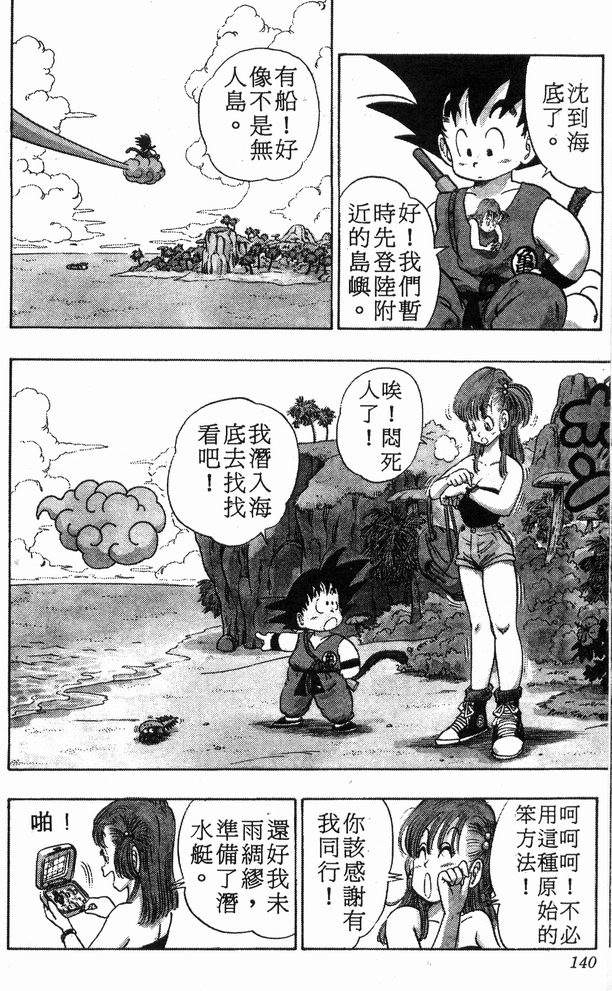 沈到海
底了。
好！我們暫
時先登陸附
近的島嶼。
有船！好
像不是無
人島。
唉！悶死
人了！
我潛入海
底去找找
看吧！
呵呵呵！不必
用這種原始的
笨方法！
你該感謝有
我同行！
還好我未
雨綢繆，
準備了潛
水艇。
啪！
140